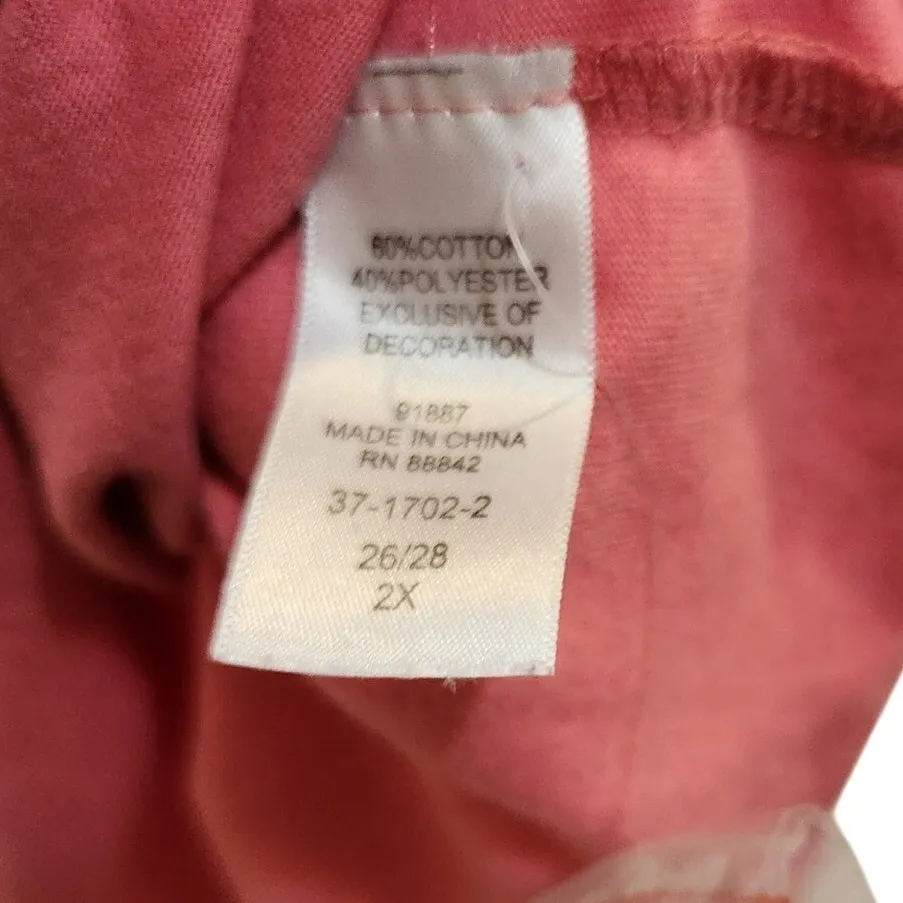 60%COTTON
40%POLYESTER
EXCLUSIVE OF
DECORATION
91887
MADE IN CHINA
RN 88842
37-1702-2
26/28
2X